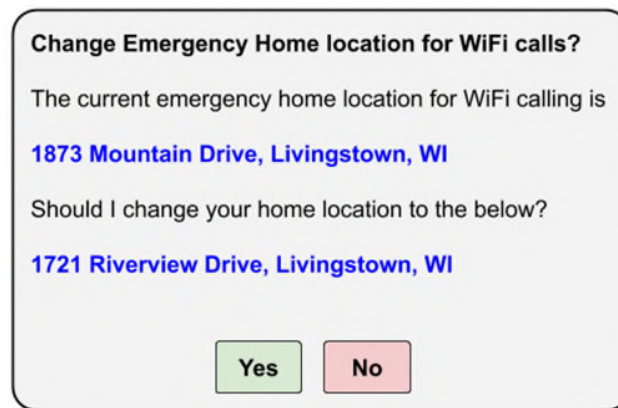 Change Emergency Home location for WiFi calls?
The current emergency home location for WiFi calling is
1873 Mountain Drive, Livingstown, WI
Should I change your home location to the below?
1721 Riverview Drive, Livingstown, WI
Yes No